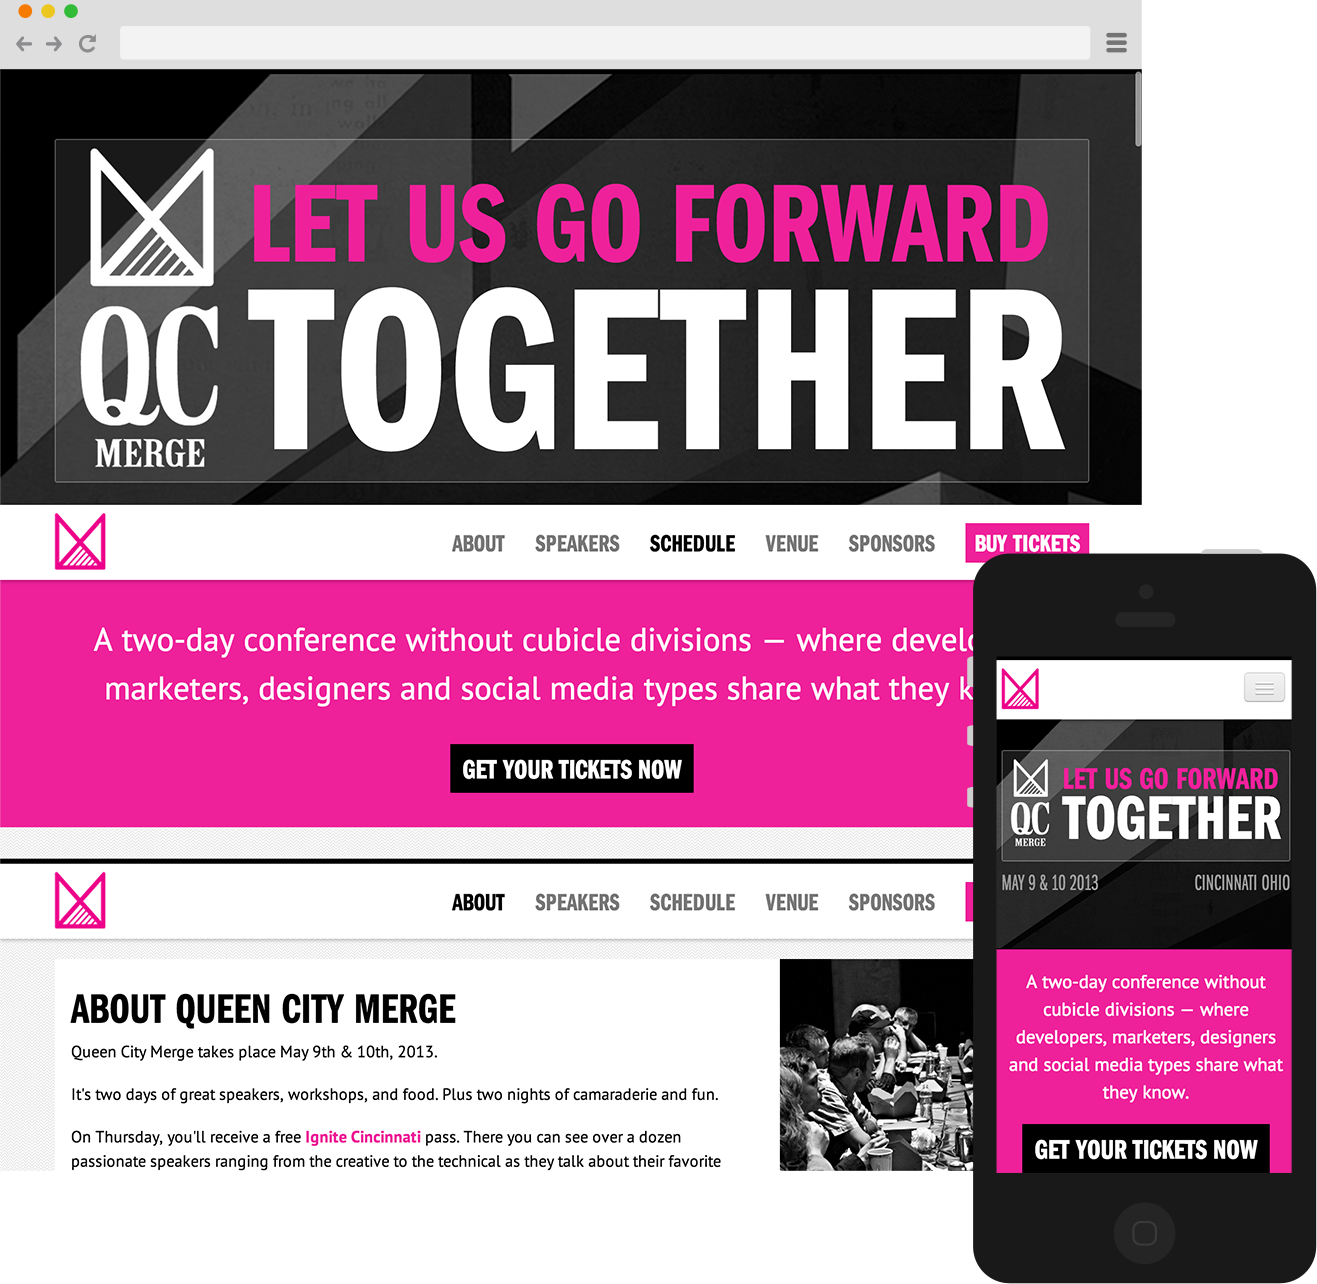 LET US GO FORWARD
TOGETHER
QC
MERGE
ABOUT SPEAKERS SCHEDULE VENUE SPONSORS BUY TICKETS
A two-day conference without cubicle divisions — where
marketers, designers and social media types share what they
GET YOUR TICKETS NOW
ABOUT SPEAKERS SCHEDULE VENUE SPONSORS
ABOUT QUEEN CITY MERGE
Queen City Merge takes place May 9th & 10th, 2013.
It's two days of great speakers, workshops, and food. Plus two nights of camaraderie and fun.
On Thursday, you'll receive a free Ignite Cincinnati pass. There you can see over a dozen
passionate speakers ranging from the creative to the technical as they talk about their favorite
LET US GO FORWARD
TOGETHER
QC
MERGE
MAY 9 & 10 2013 CINCINNATI OHIO
A two-day conference without
cubicle divisions — where
developers, marketers, designers
and social media types share what
they know.
GET YOUR TICKETS NOW